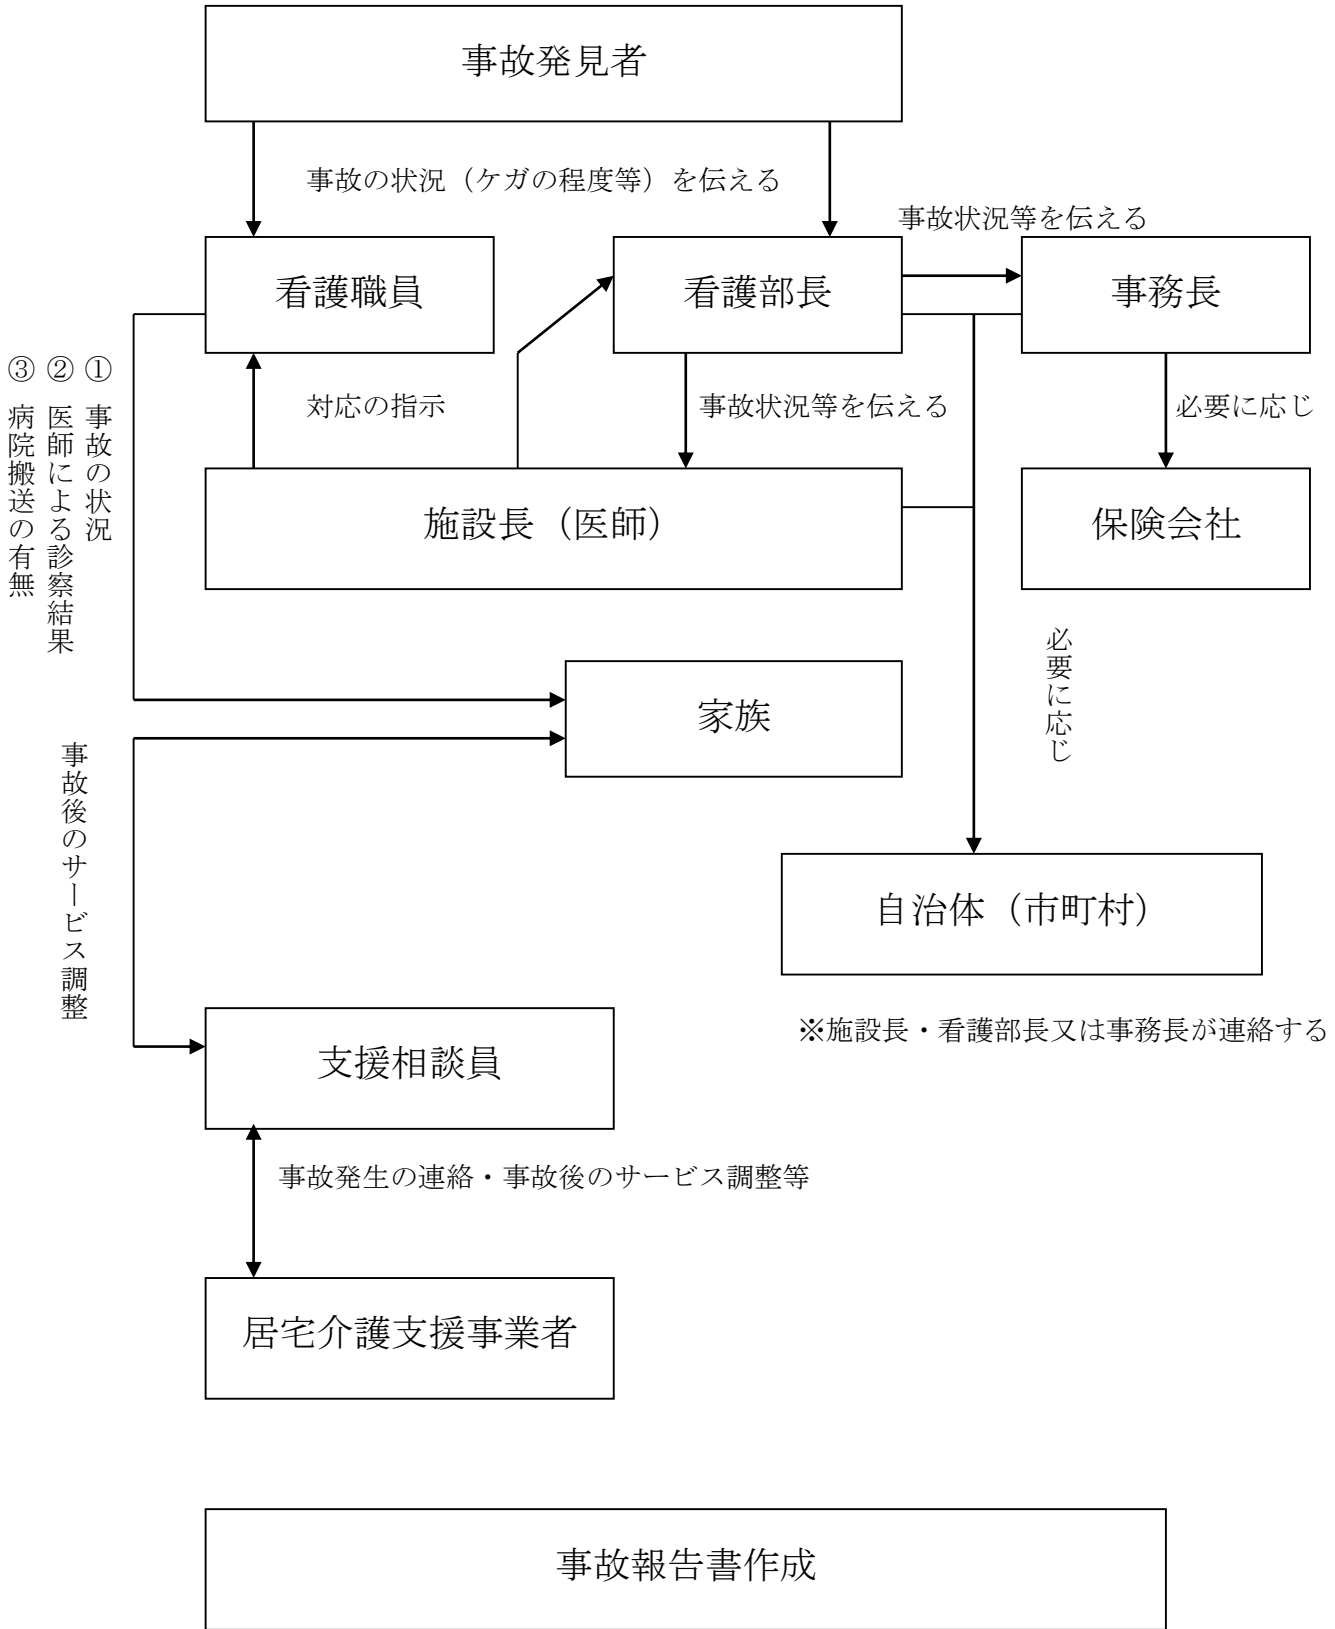 事故発見者
事故の状況（ケガの程度等）を伝える
事故状況等を伝える
看護職員
看護部長
事務長
① 事故の状況
② 医師による診察結果
③ 病院搬送の有無
対応の指示
事故状況等を伝える
必要に応じ
施設長（医師）
保険会社
必要に応じ
家族
事故後のサービス調整
自治体（市町村）
※施設長・看護部長又は事務長が連絡する
支援相談員
事故発生の連絡・事故後のサービス調整等
居宅介護支援事業者
事故報告書作成